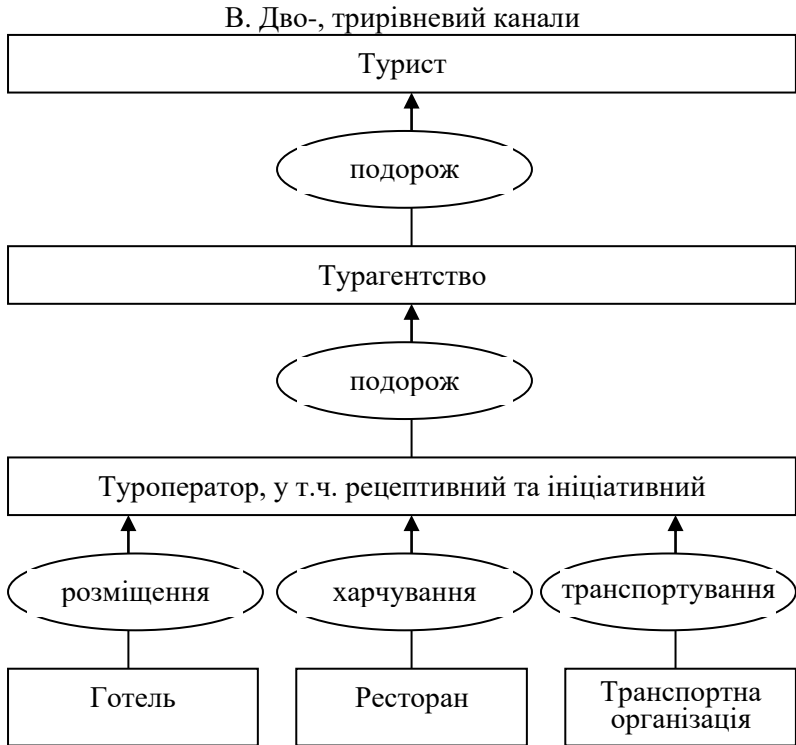 В. Дво-, трирівневий канали
Турист
подорож
Турагентство
подорож
Туроператор, у т.ч. рецептивний та ініціативний
розміщення
харчування
транспортування
Готель
Ресторан
Транспортна
організація